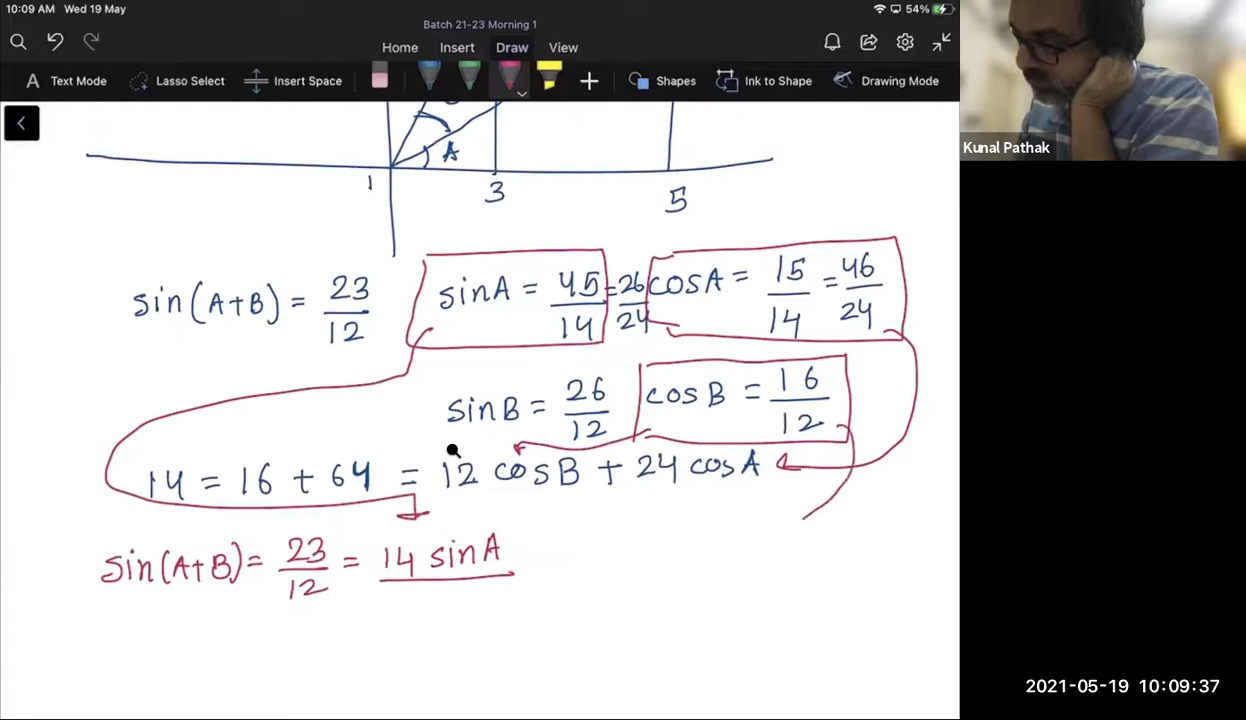 10:09 AM Wed 19 May
54%
Batch 21-23 Morning 1
Home Insert Draw View
Text Mode Lasso Select Insert Space Shapes Ink to Shape Drawing Mode
Kunal Pathak
A
1 3 5
sin(A+B) = 23/12 sinA = 45/14 = 26/24 cosA = 15/14 = 46/24
sinB = 26/12 cosB = 16/12
14 = 16 + 64 = 12 cosB + 24 cosA
sin(A+B) = 23/12 = 14 sinA
2021-05-19 10:09:37